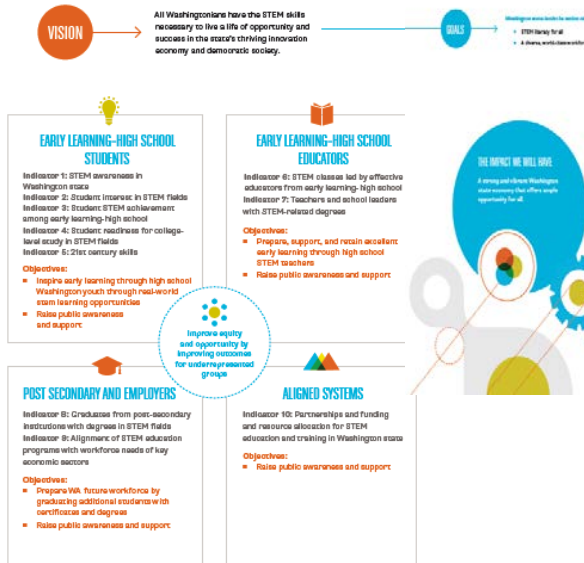 VISION
All Washingtonians have the STEM skills
necessary to live a life of opportunity and
success in the state's thriving innovation
economy and democratic society.
GOALS
STEM literacy for all
EARLY LEARNING-HIGH SCHOOL
STUDENTS
Indicator 1: STEM awareness in
Washington state
Indicator 2: Student interest in STEM fields
Indicator 3: Student STEM achievement
among early learning-high school
Indicator 4: Student readiness for college-
level study in STEM fields
Indicator 5: 21st century skills
Objectives:
Inspire early learning through high school
Washington youth through real-world
stem learning opportunities
Raise public awareness
and support
EARLY LEARNING-HIGH SCHOOL
EDUCATORS
Indicator 6: STEM classes led by effective
educators from early learning- high school
Indicator 7: Teachers and school leaders
with STEM-related degrees
Objectives:
Prepare, support, and retain excellent
early learning through high school
STEM teachers
Raise public awareness and support
THE IMPACT WE WILL HAVE
A strong and vibrant Washington
state economy that offers ample
opportunity for all.
Improve equity
and opportunity by
improving outcomes
for underrepresented
groups
POST SECONDARY AND EMPLOYERS
Indicator 8: Graduates from post-secondary
institutions with degrees in STEM fields
Indicator 9: Alignment of STEM education
programs with workforce needs of key
economic sectors
Objectives:
Prepare WA future workforce by
graduating additional students with
certificates and degrees
Raise public awareness and support
ALIGNED SYSTEMS
Indicator 10: Partnerships and funding
and resource allocation for STEM
education and training in Washington state
Objectives:
Raise public awareness and support